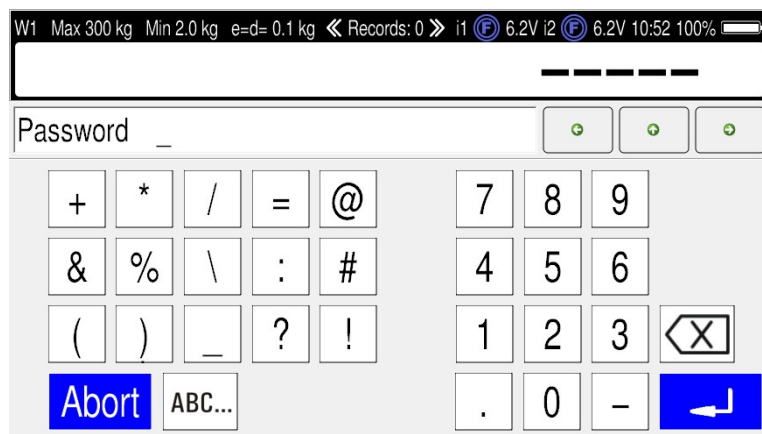 W1 Max 300 kg Min 2.0 kg e=d= 0.1 kg ≪ Records: 0 ≫ i1 F 6.2V i2 F 6.2V 10:52 100%
-----
Password _
+ * / = @ 7 8 9
& % \ : # 4 5 6
( ) _ ? ! 1 2 3 X
Abort ABC... . 0 –